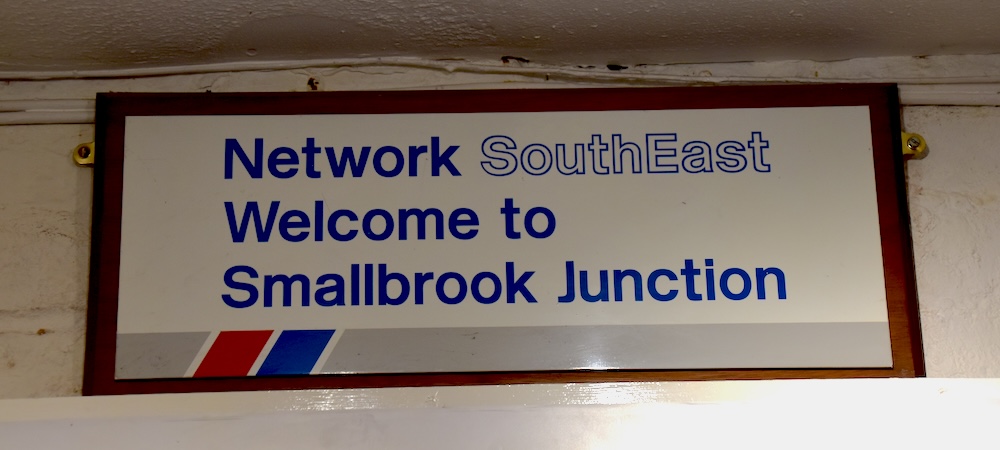 Network SouthEast
Welcome to
Smallbrook Junction